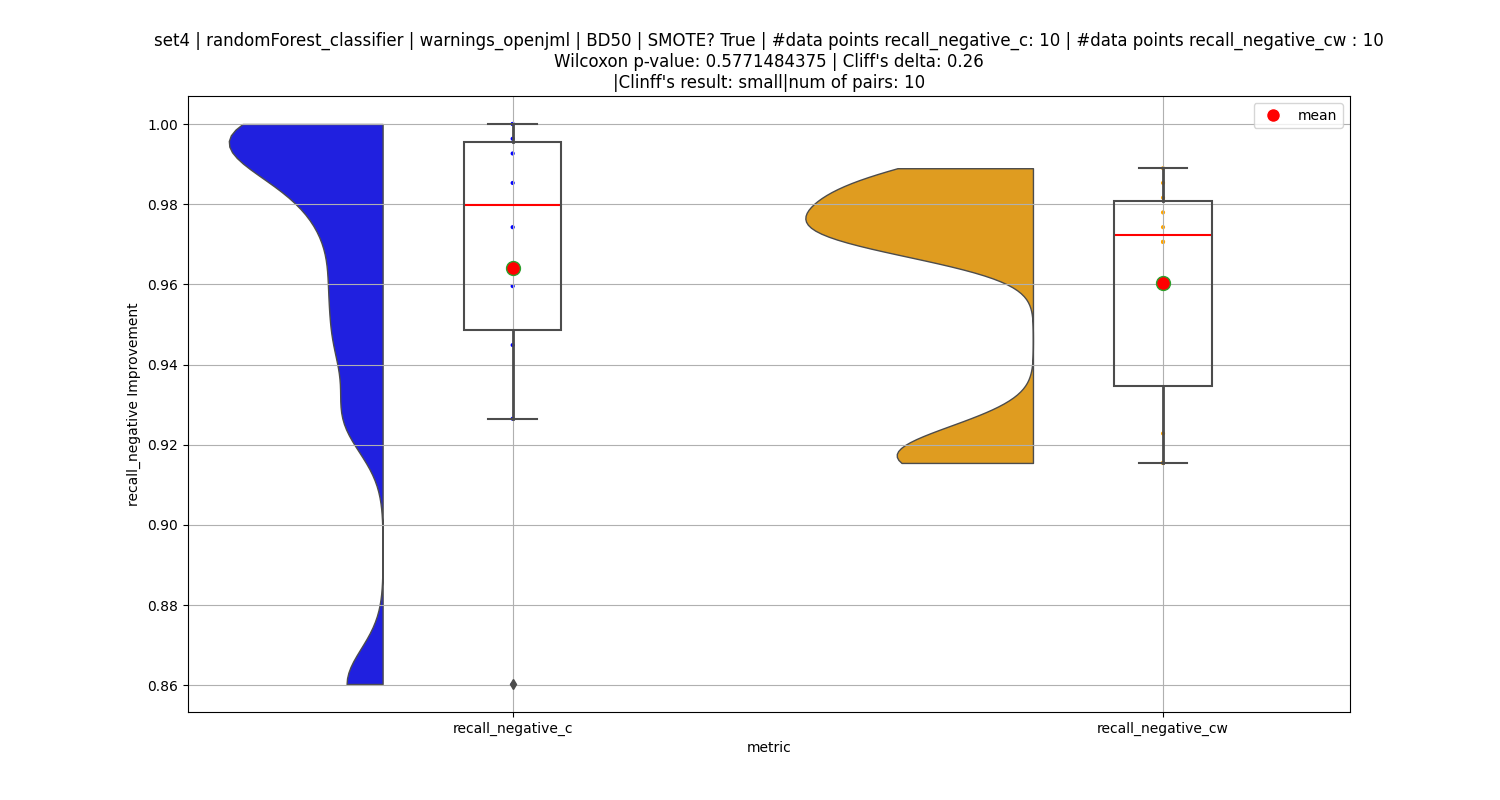 set4 | randomForest_classifier | warnings_openjml | BD50 | SMOTE? True | #data points recall_negative_c: 10 | #data points recall_negative_cw : 10
Wilcoxon p-value: 0.5771484375 | Cliff's delta: 0.26
|Clinff's result: small|num of pairs: 10
mean
1.00
0.98
0.96
0.94
0.92
0.90
0.88
0.86
recall_negative Improvement
recall_negative_c
recall_negative_cw
metric